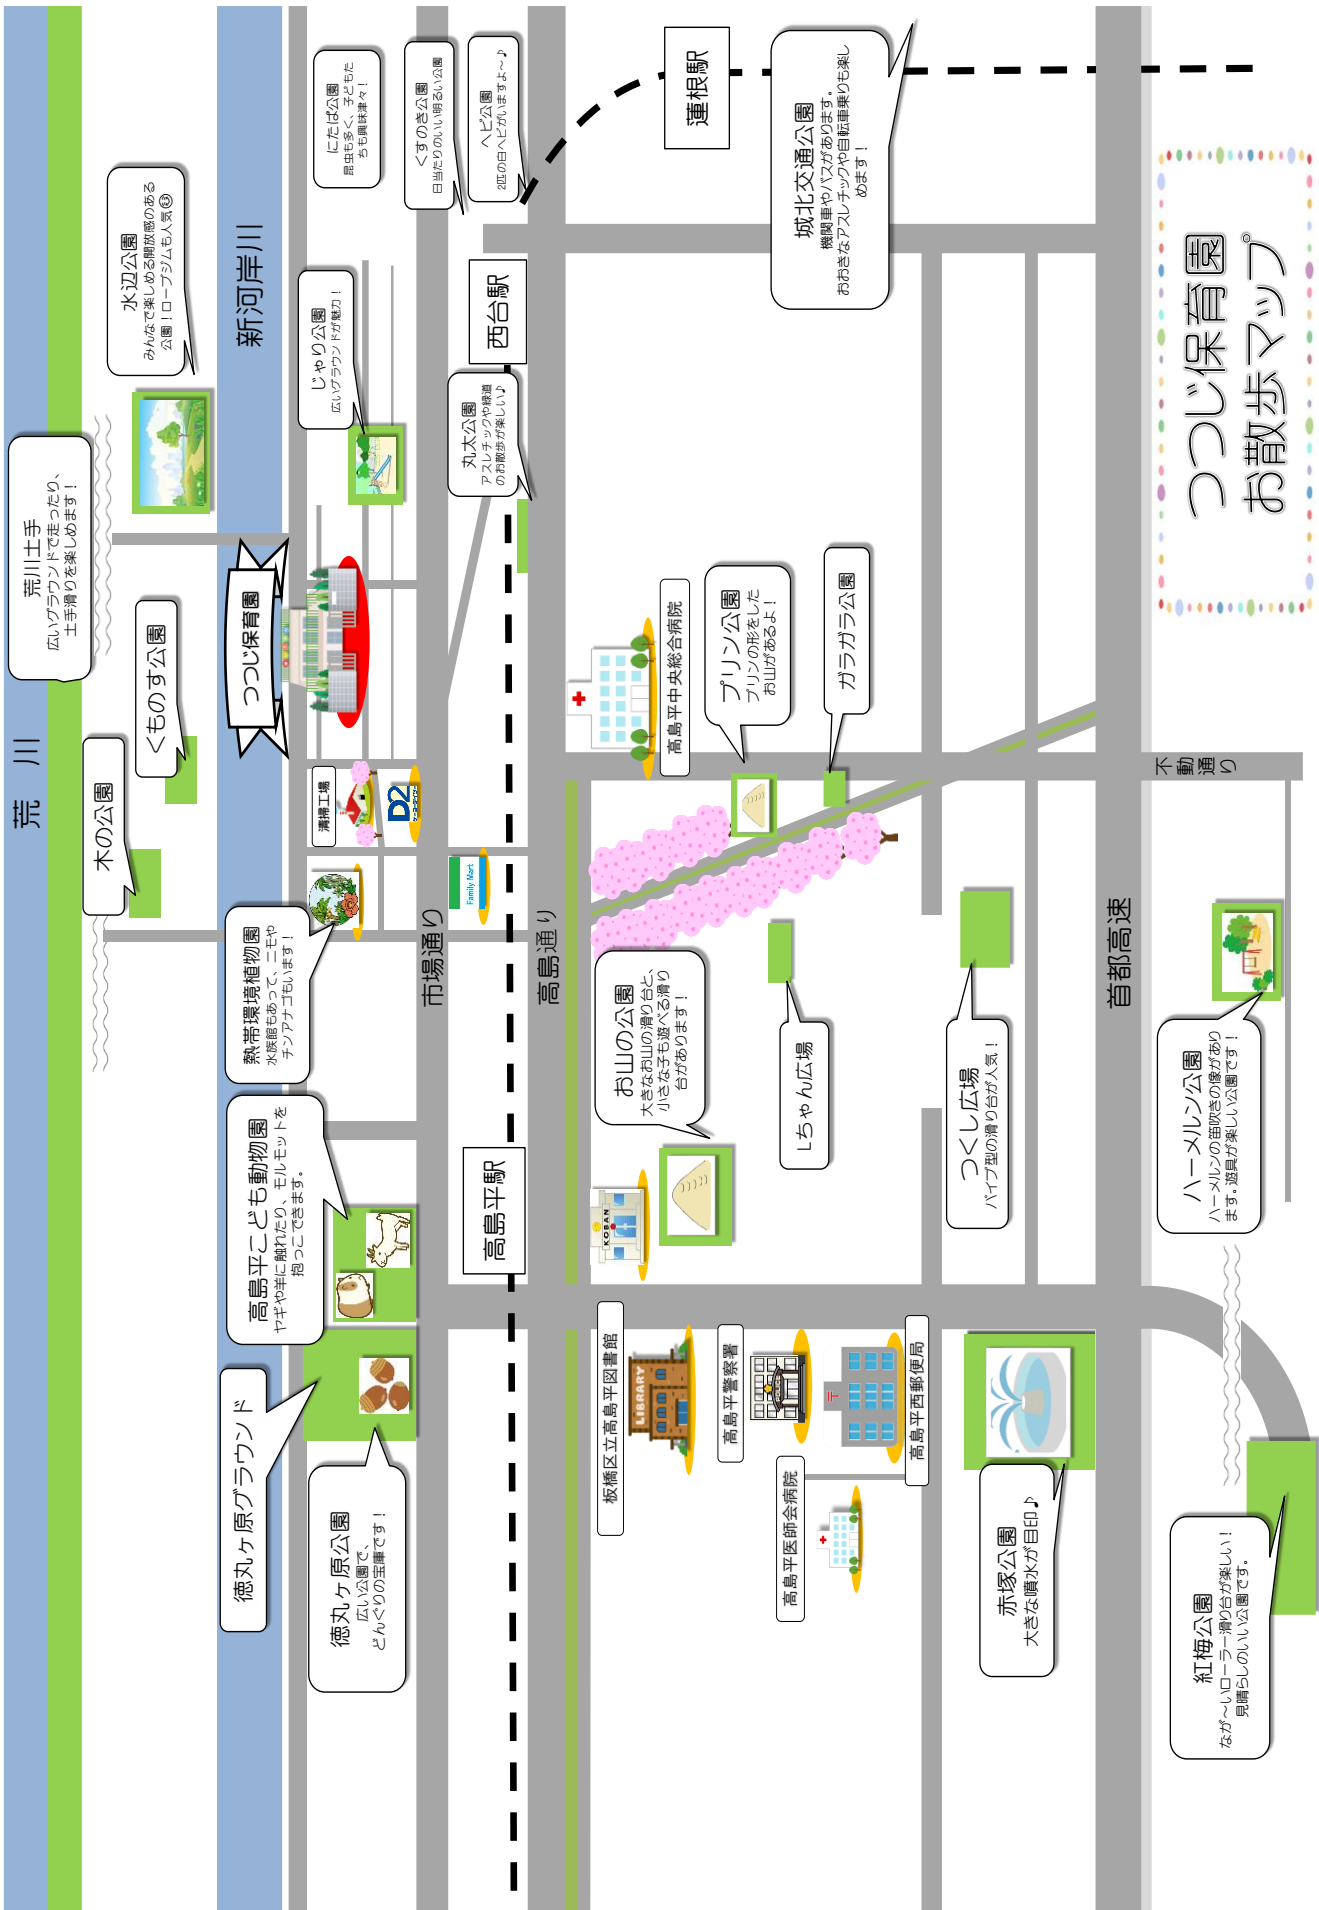 つつじ保育園
お散歩マップ
荒川
荒川土手
広いグラウンドで走ったり、
土手滑りを楽しめます！
木の公園
くものす公園
水辺公園
みんなで楽しめる開放感のある
公園！ロープジムも人気
新河岸川
徳丸ヶ原グラウンド
高島平こども動物園
ヤギや羊に触れたり、モルモットを
抱っこできます。
熱帯環境植物園
水族館もあって、ニモや
チンアナゴもいます！
つつじ保育園
徳丸ヶ原公園
広い公園で、
どんぐりの宝庫です！
清掃工場
D2
ケーヨーデイツー
じゃり公園
広いグラウンドが魅力！
にたば公園
昆虫も多く、子どもた
ちも興味津々！
市場通り
くすのき公園
日当たりのいい明るい公園
Family Mart
丸太公園
アスレチックや緑道
のお散歩が楽しい♪
ヘビ公園
2匹の白ヘビがいますよ～♪
高島平駅
西台駅
蓮根駅
高島通り
板橋区立高島平図書館
LIBRARY
KOBAN
お山の公園
大きなお山の滑り台と、
小さな子も遊べる滑り
台があります！
高島平中央総合病院
高島平警察署
プリン公園
プリンの形をした
お山があるよ！
高島平医師会病院
〒
高島平西郵便局
Lちゃん広場
ガラガラ公園
城北交通公園
機関車やバスがあります。
おおきなアスレチックや自転車乗りも楽し
めます！
赤塚公園
大きな噴水が目印♪
つくし広場
パイプ型の滑り台が人気！
首都高速
不動通り
紅梅公園
なが～いローラー滑り台が楽しい！
見晴らしのいい公園です。
ハーメルン公園
ハーメルンの笛吹きの像があり
ます。遊具が楽しい公園です！